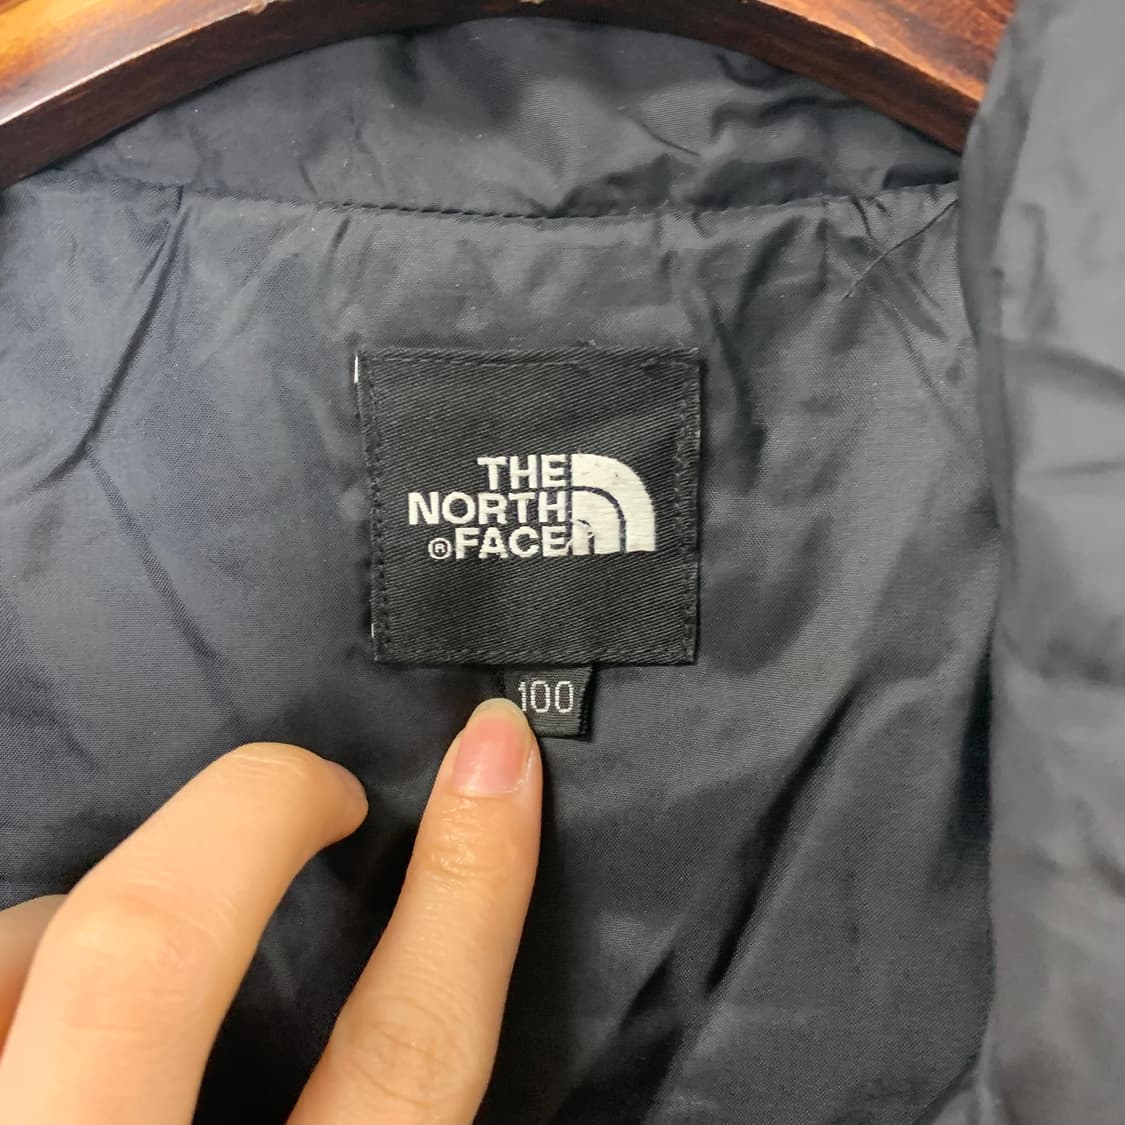 THE
NORTH
® FACE
100